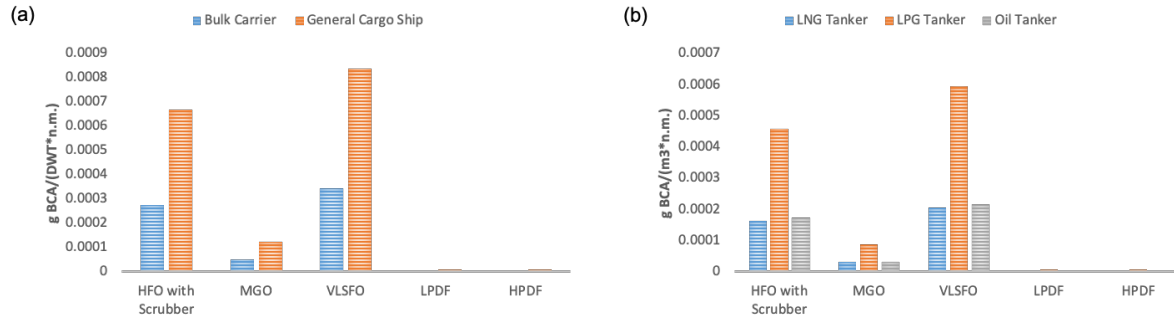 (a)
Bulk Carrier General Cargo Ship
g BCA/(DWT*n.m.)
0.0009
0.0008
0.0007
0.0006
0.0005
0.0004
0.0003
0.0002
0.0001
0
HFO with Scrubber MGO VLSFO LPDF HPDF
(b)
LNG Tanker LPG Tanker Oil Tanker
g BCA/(m3*n.m.)
0.0007
0.0006
0.0005
0.0004
0.0003
0.0002
0.0001
0
HFO with Scrubber MGO VLSFO LPDF HPDF